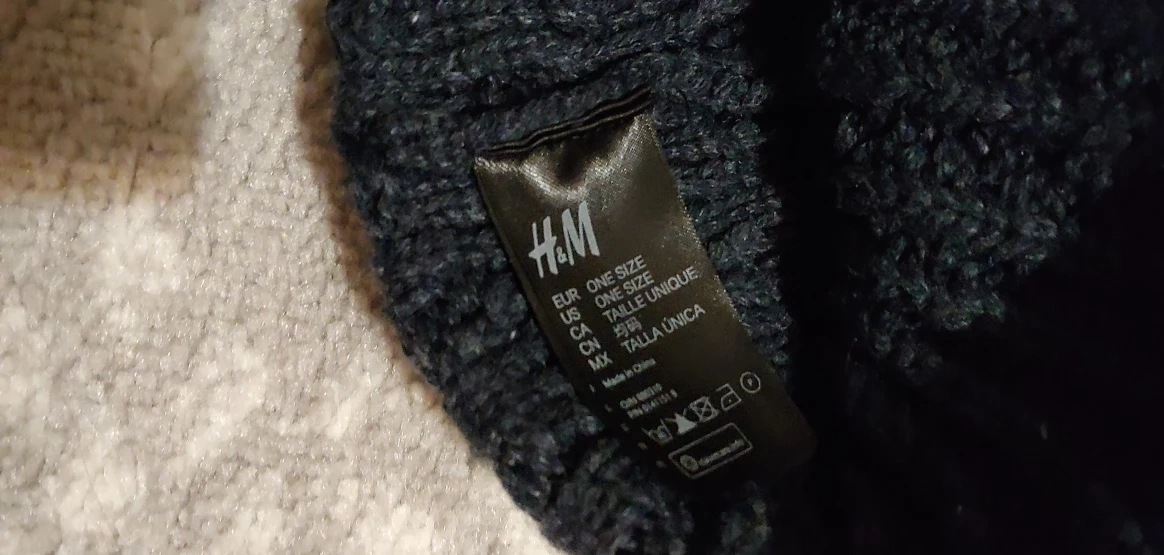 H&M
EUR ONE SIZE
US ONE SIZE
CA TAILLE UNIQUE
CN 均码
MX TALLA ÚNICA
Made in China